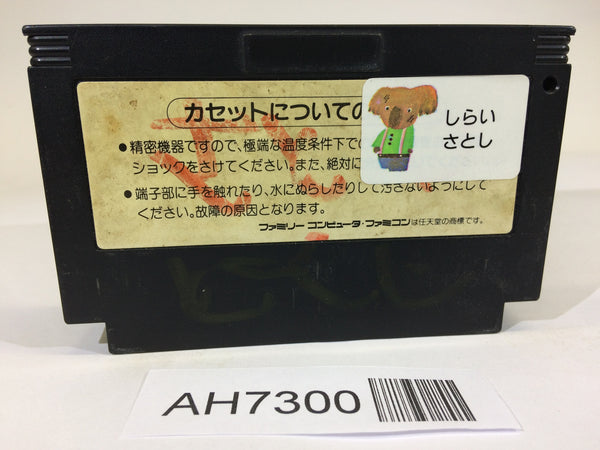 カセットについての
●精密機器ですので、極端な温度条件下での
ショックをさけてください。また、絶対に
●端子部に手を触れたり、水にぬらしたりして汚さないようにして
ください。故障の原因となります。
ファミリーコンピュータ・ファミコンは任天堂の商標です。
しらい
さとし
AH7300